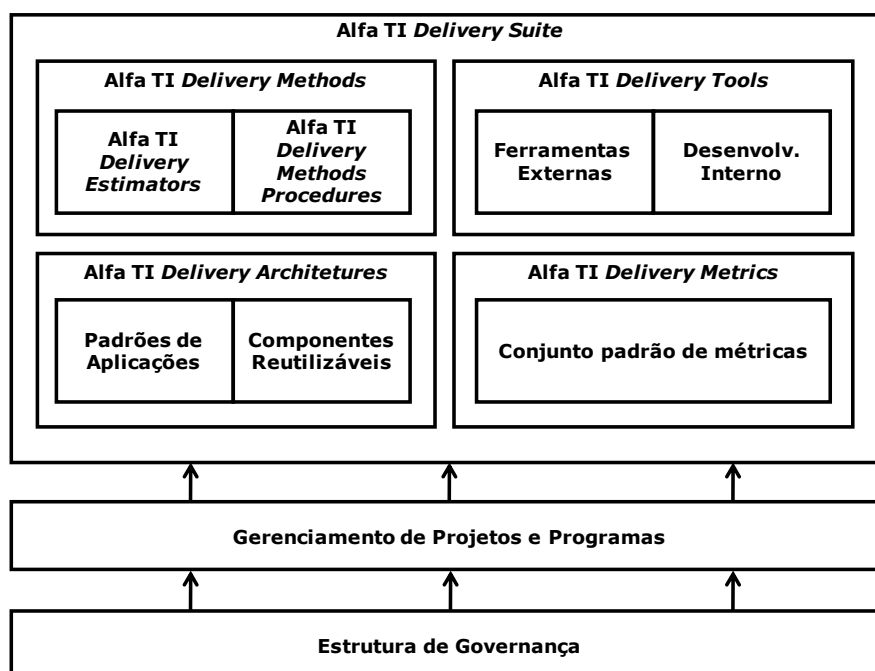 Alfa TI Delivery Suite
Alfa TI Delivery Methods
Alfa TI
Delivery
Estimators
Alfa TI
Delivery
Methods
Procedures
Alfa TI Delivery Tools
Ferramentas
Externas
Desenvolv.
Interno
Alfa TI Delivery Architetures
Padrões de
Aplicações
Componentes
Reutilizáveis
Alfa TI Delivery Metrics
Conjunto padrão de métricas
Gerenciamento de Projetos e Programas
Estrutura de Governança